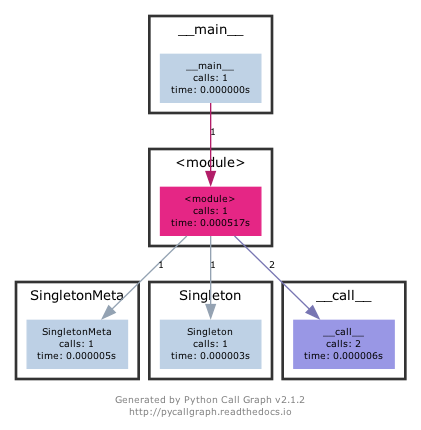 __main__
__main__
calls: 1
time: 0.000000s
1
<module>
<module>
calls: 1
time: 0.000517s
1
1
2
SingletonMeta
Singleton
__call__
SingletonMeta
calls: 1
time: 0.000005s
Singleton
calls: 1
time: 0.000003s
__call__
calls: 2
time: 0.000006s
Generated by Python Call Graph v2.1.2
http://pycallgraph.readthedocs.io